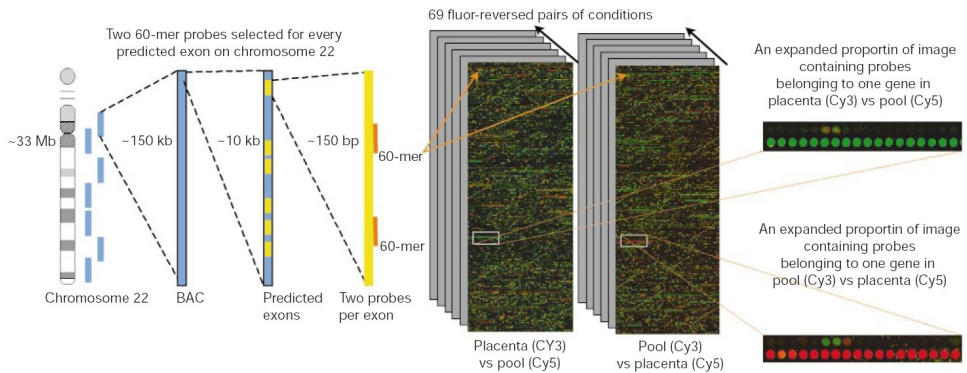 69 fluor-reversed pairs of conditions
Two 60-mer probes selected for every
predicted exon on chromosome 22
~33 Mb
~150 kb
~10 kb
~150 bp
60-mer
60-mer
Chromosome 22
BAC
Predicted
exons
Two probes
per exon
Placenta (CY3)
vs pool (Cy5)
Pool (Cy3)
vs placenta (Cy5)
An expanded proportin of image
containing probes
belonging to one gene in
placenta (Cy3) vs pool (Cy5)
An expanded proportin of image
containing probes
belonging to one gene in
pool (Cy3) vs placenta (Cy5)